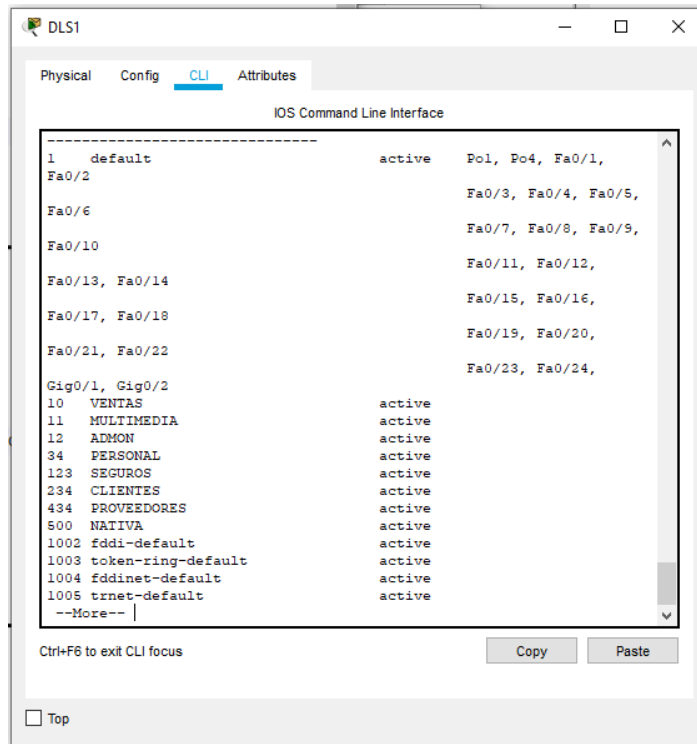 DLS1
Physical Config CLI Attributes
IOS Command Line Interface
-------------------------------
1 default active Po1, Po4, Fa0/1,
Fa0/2
Fa0/3, Fa0/4, Fa0/5,
Fa0/6
Fa0/7, Fa0/8, Fa0/9,
Fa0/10
Fa0/11, Fa0/12,
Fa0/13, Fa0/14
Fa0/15, Fa0/16,
Fa0/17, Fa0/18
Fa0/19, Fa0/20,
Fa0/21, Fa0/22
Fa0/23, Fa0/24,
Gig0/1, Gig0/2
10 VENTAS active
11 MULTIMEDIA active
12 ADMON active
34 PERSONAL active
123 SEGUROS active
234 CLIENTES active
434 PROVEEDORES active
500 NATIVA active
1002 fddi-default active
1003 token-ring-default active
1004 fddinet-default active
1005 trnet-default active
--More--
Ctrl+F6 to exit CLI focus Copy Paste
Top